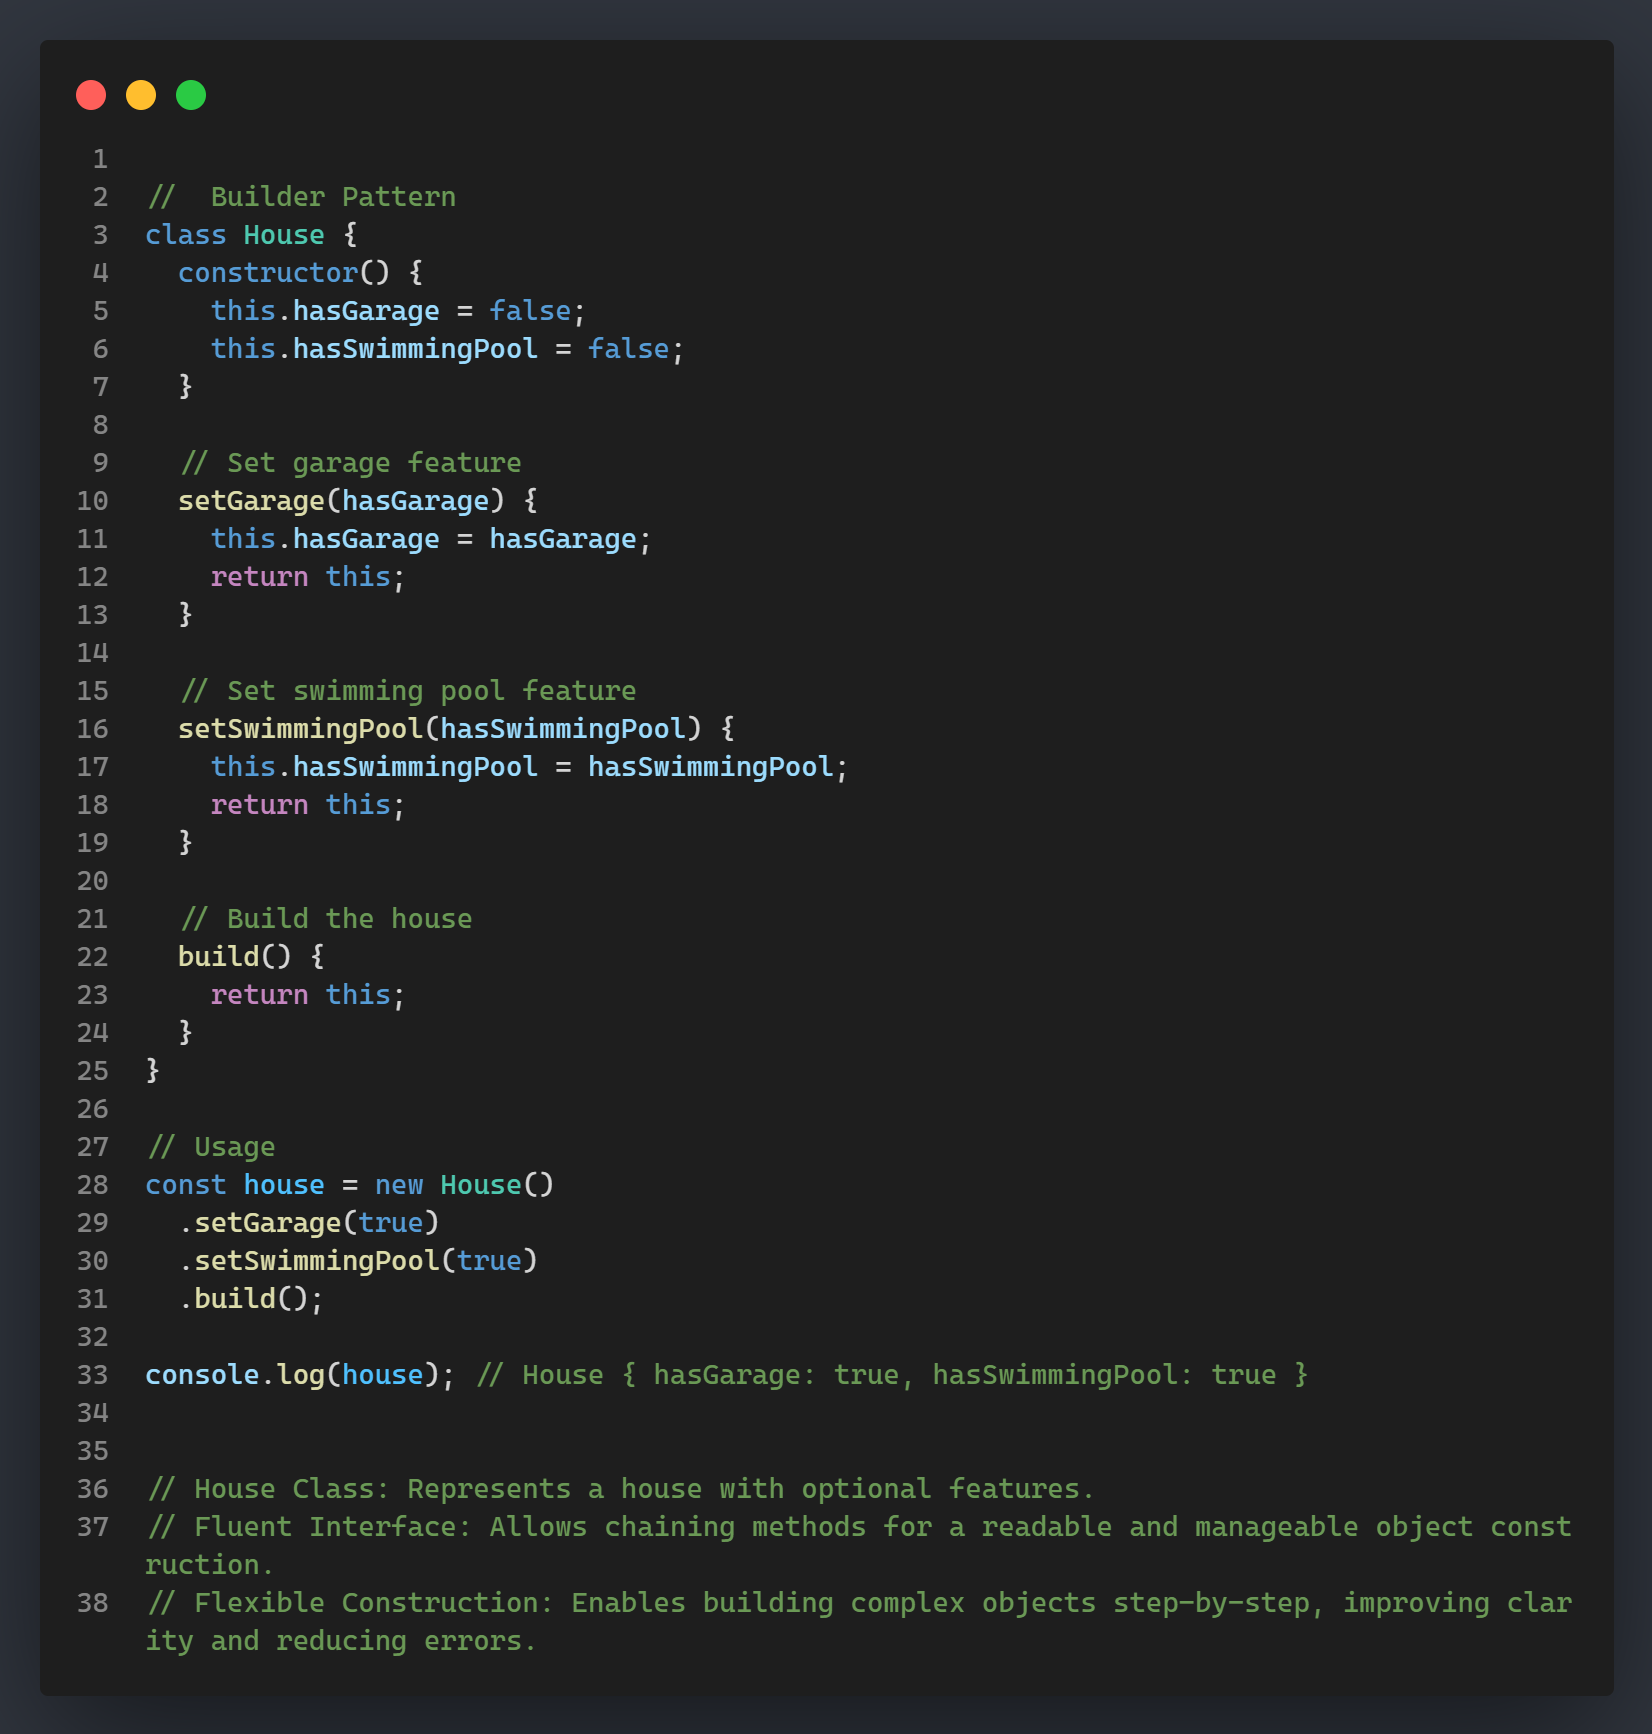 1
2 //  Builder Pattern
3 class House {
4   constructor() {
5     this.hasGarage = false;
6     this.hasSwimmingPool = false;
7   }
8
9   // Set garage feature
10   setGarage(hasGarage) {
11     this.hasGarage = hasGarage;
12     return this;
13   }
14
15   // Set swimming pool feature
16   setSwimmingPool(hasSwimmingPool) {
17     this.hasSwimmingPool = hasSwimmingPool;
18     return this;
19   }
20
21   // Build the house
22   build() {
23     return this;
24   }
25 }
26
27 // Usage
28 const house = new House()
29   .setGarage(true)
30   .setSwimmingPool(true)
31   .build();
32
33 console.log(house); // House { hasGarage: true, hasSwimmingPool: true }
34
35
36 // House Class: Represents a house with optional features.
37 // Fluent Interface: Allows chaining methods for a readable and manageable object const
ruction.
38 // Flexible Construction: Enables building complex objects step-by-step, improving clar
ity and reducing errors.